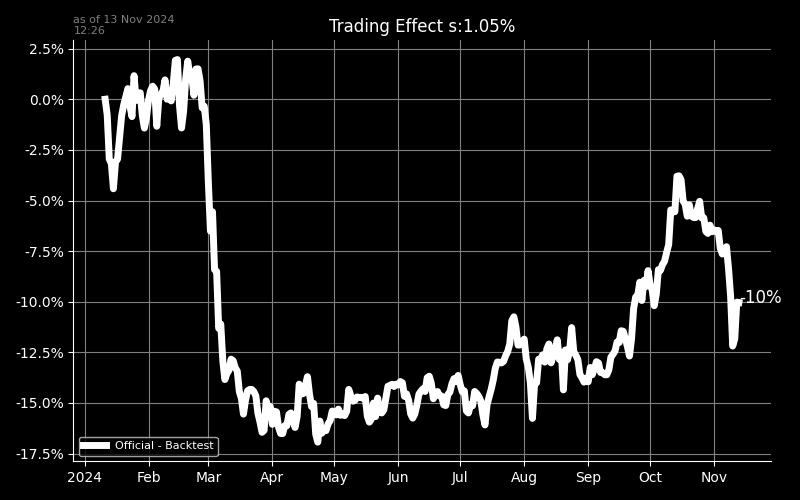 as of 13 Nov 2024
12:26
Trading Effect s:1.05%
2.5%
0.0%
-2.5%
-5.0%
-7.5%
-10.0%
-12.5%
-15.0%
-17.5%
-10%
Official - Backtest
2024 Feb Mar Apr May Jun Jul Aug Sep Oct Nov